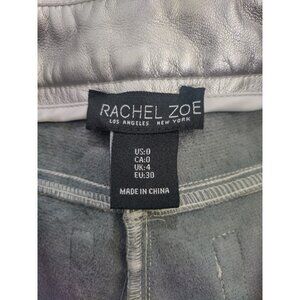 RACHEL ZOE
LOS ANGELES NEW YORK
US:0
CA:0
UK:4
EU:30
MADE IN CHINA